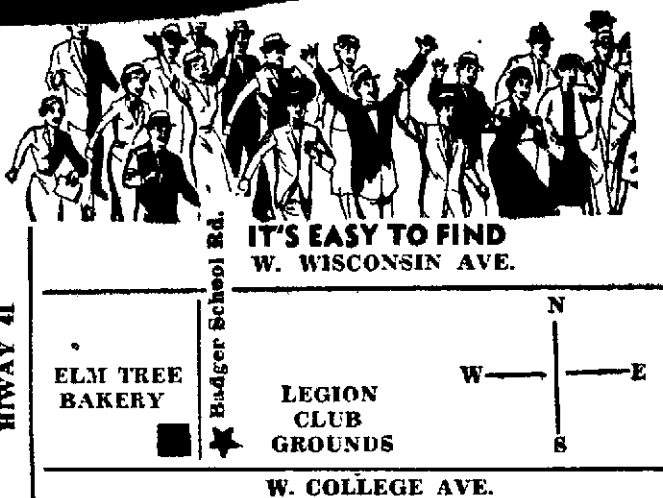 IT'S EASY TO FIND
W. WISCONSIN AVE.
HIWAY 41
Badger School Rd.
ELM TREE
BAKERY
LEGION
CLUB
GROUNDS
N
W
E
S
W. COLLEGE AVE.